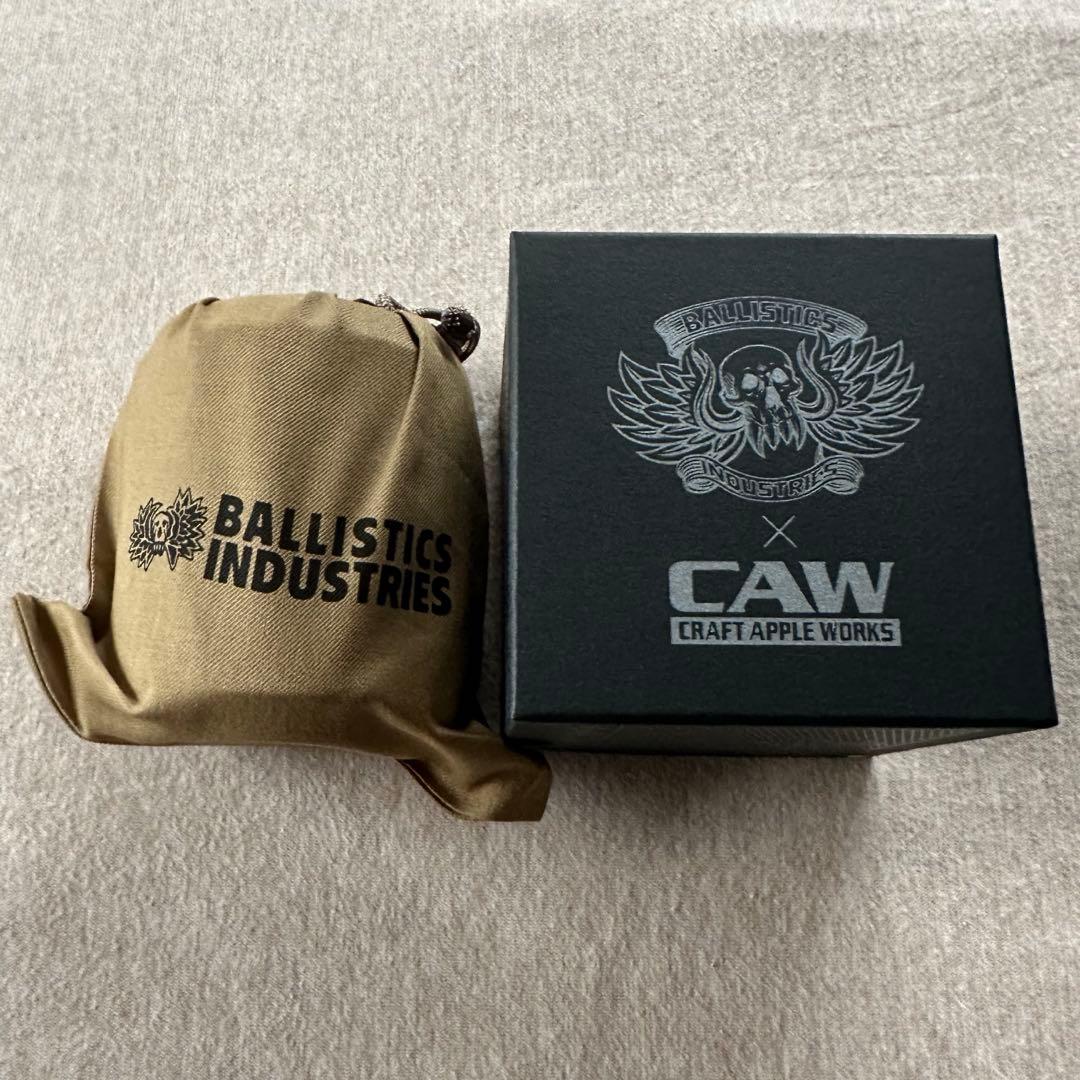 BALLISTICS
INDUSTRIES
BALLISTICS
INDUSTRIES
×
CAW
CRAFT APPLE WORKS